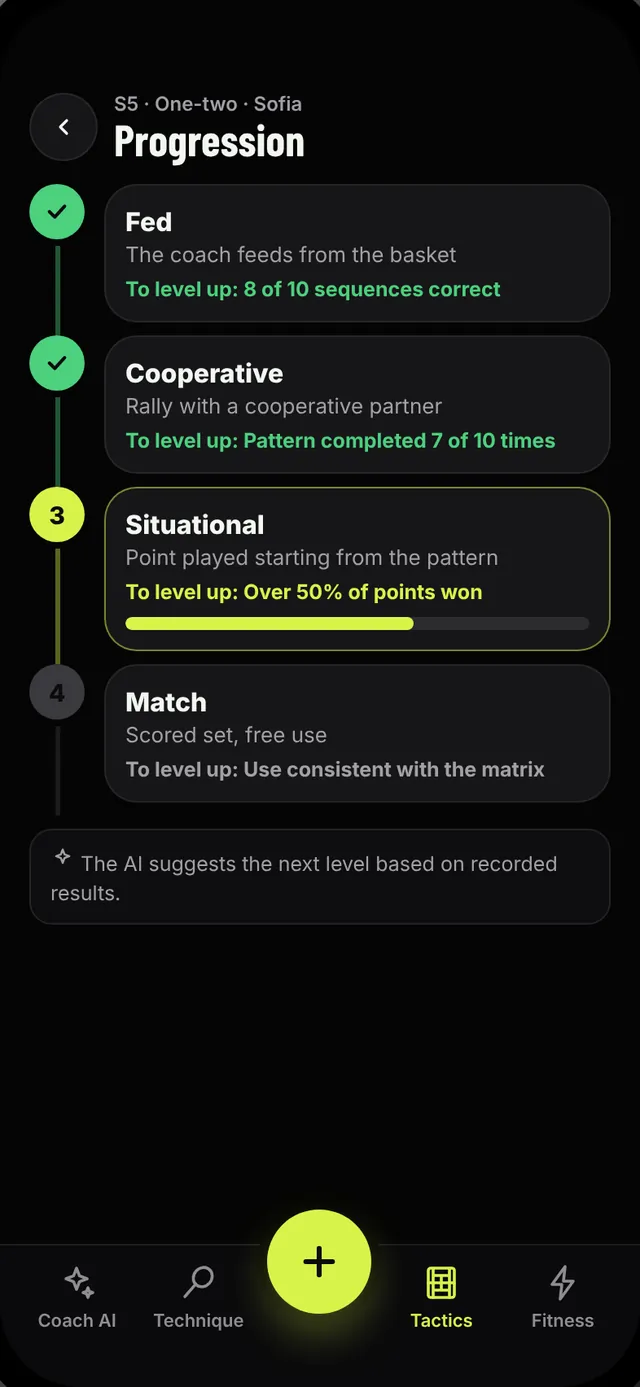 S5 · One-two · Sofia
Progression
Fed
The coach feeds from the basket
To level up: 8 of 10 sequences correct
Cooperative
Rally with a cooperative partner
To level up: Pattern completed 7 of 10 times
3
Situational
Point played starting from the pattern
To level up: Over 50% of points won
4
Match
Scored set, free use
To level up: Use consistent with the matrix
The AI suggests the next level based on recorded
results.
Coach AI
Technique
Tactics
Fitness